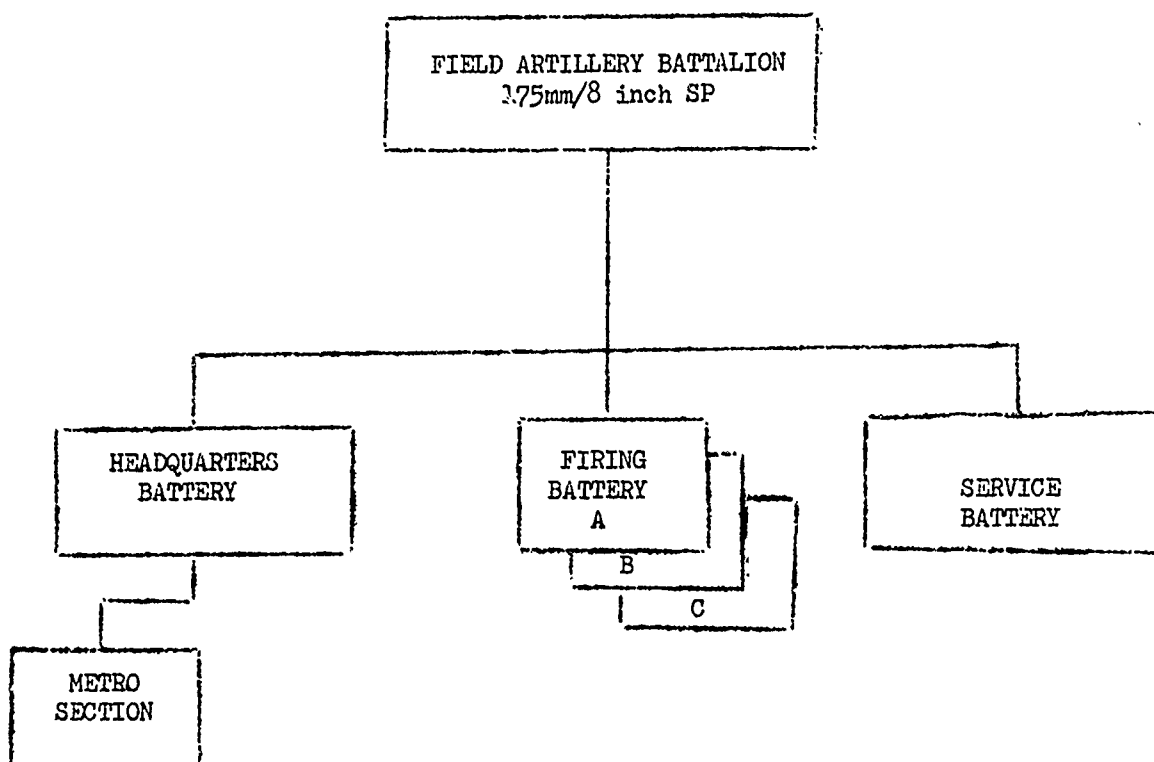 FIELD ARTILLERY BATTALION
175mm/8 inch SP
HEADQUARTERS
BATTERY
FIRING
BATTERY
A
B
C
SERVICE
BATTERY
METRO
SECTION